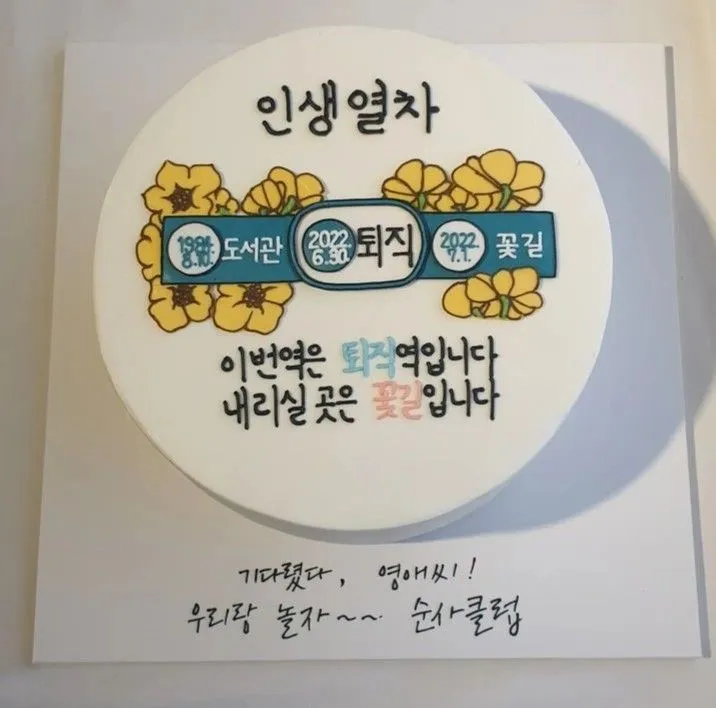 인생열차
8.10. 도서관
2022.
6.30. 퇴직
2022.
7.1. 꽃길
이번역은 퇴직역입니다
내리실 곳은 꽃길입니다
기다렸다, 영애씨!
우리랑 놀자~~ 순사클럽